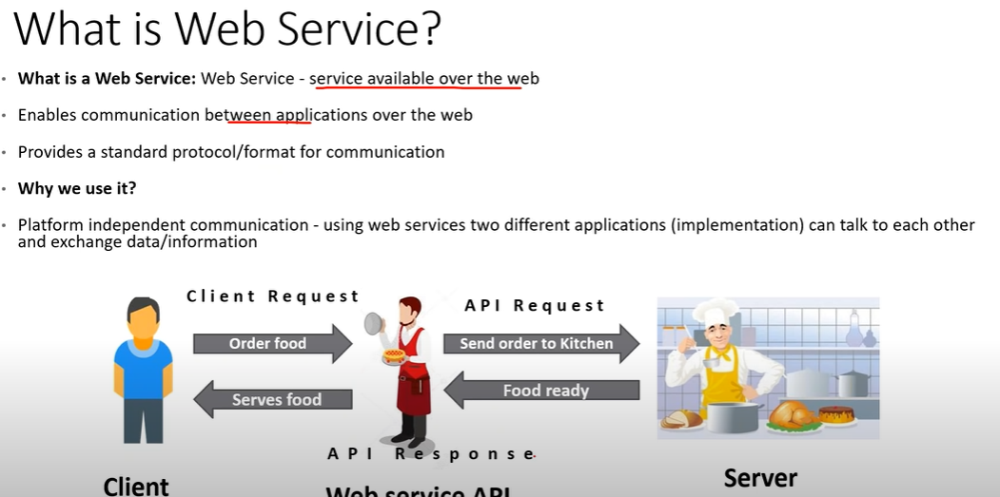 What is Web Service?
• What is a Web Service: Web Service - service available over the web
• Enables communication between applications over the web
• Provides a standard protocol/format for communication
• Why we use it?
• Platform independent communication - using web services two different applications (implementation) can talk to each other
and exchange data/information
Client Request
API Request
Order food
Send order to Kitchen
Serves food
Food ready
API Response
Client
Web service API
Server